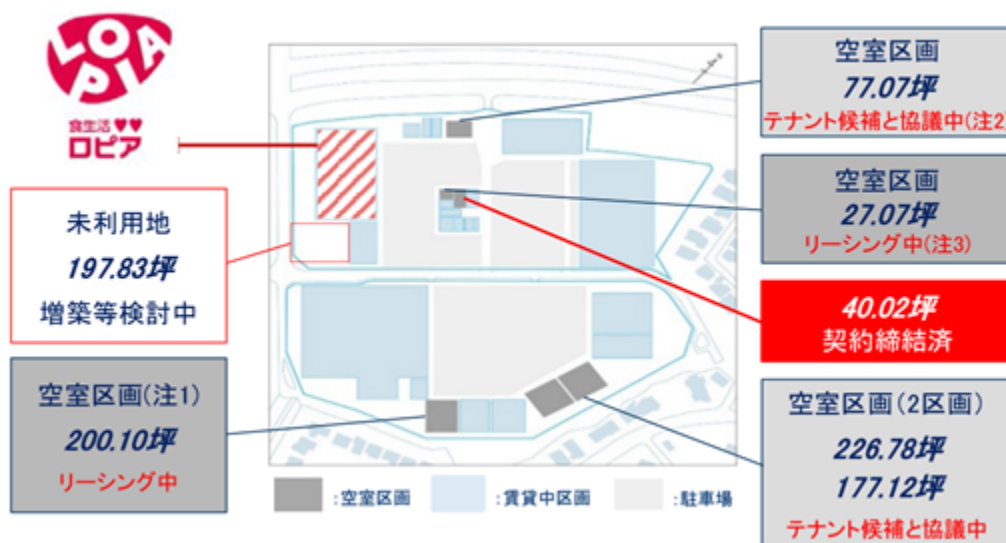 LOPIA
食生活♥♥
ロピア
未利用地
197.83坪
増築等検討中
空室区画(注1)
200.10坪
リーシング中
空室区画
77.07坪
テナント候補と協議中(注2)
空室区画
27.07坪
リーシング中(注3)
40.02坪
契約締結済
空室区画(2区画)
226.78坪
177.12坪
テナント候補と協議中
:空室区画
:賃貸中区画
:駐車場